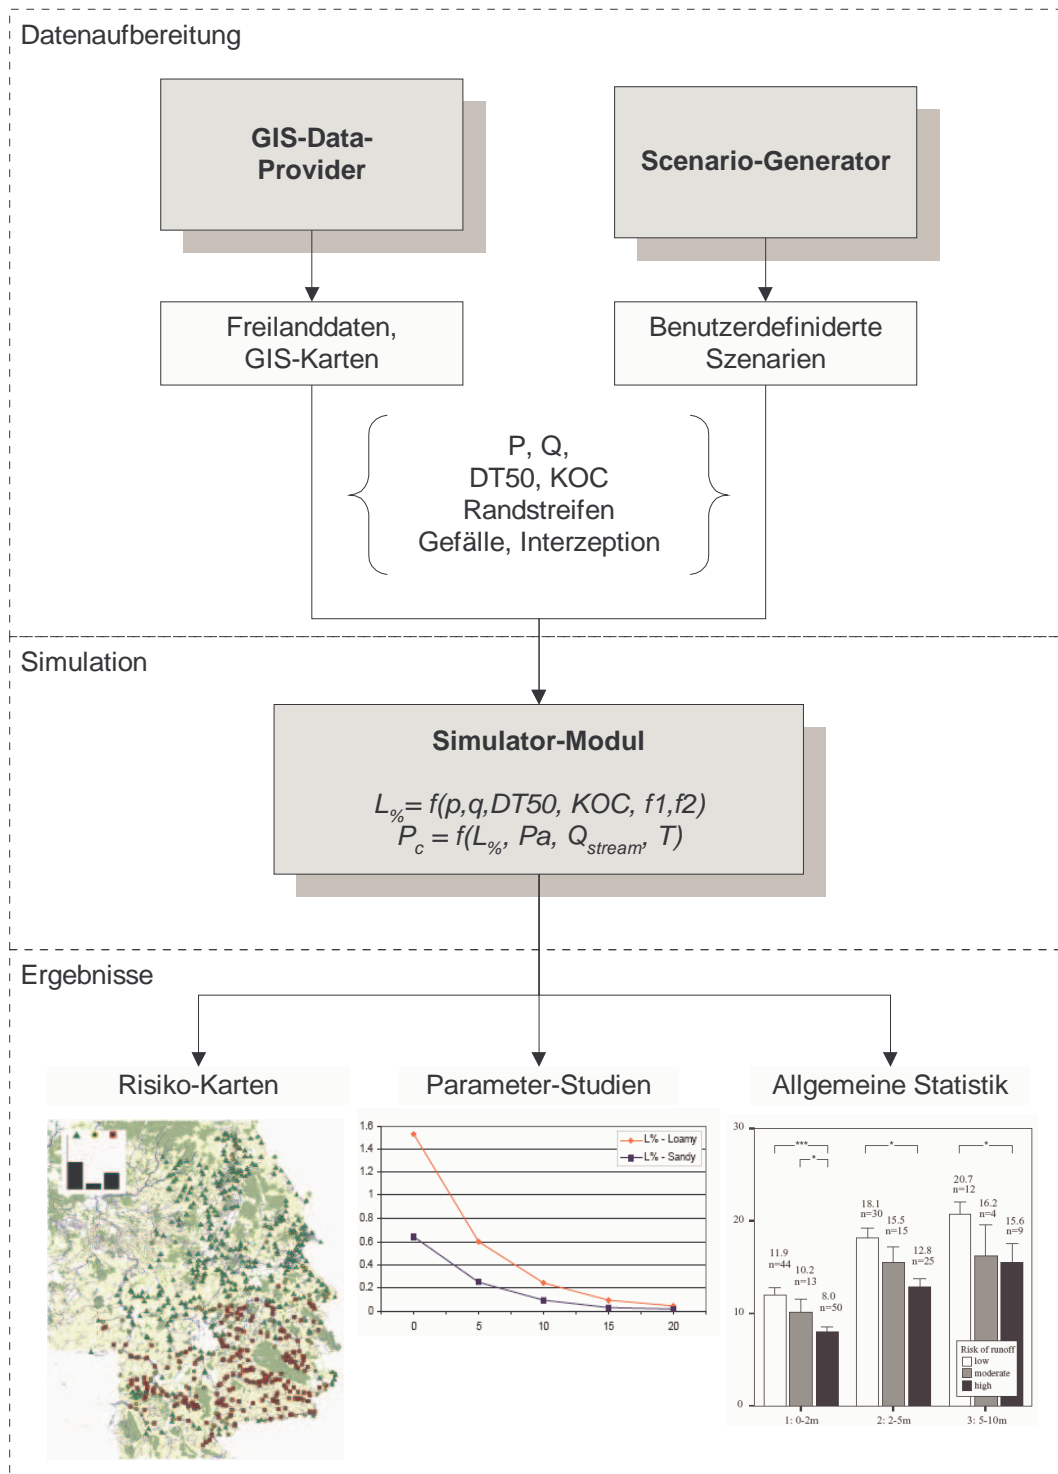 Datenaufbereitung
GIS-Data-
Provider
Scenario-Generator
Freilanddaten,
GIS-Karten
Benutzerdefiniderte
Szenarien
P, Q,
DT50, KOC
Randstreifen
Gefälle, Interzeption
Simulation
Simulator-Modul
L% = f(p,q,DT50, KOC, f1,f2)
Pc = f(L%, Pa, Qstream, T)
Ergebnisse
Risiko-Karten
Parameter-Studien
Allgemeine Statistik
1.6
1.4
1.2
1
0.8
0.6
0.4
0.2
0
0 5 10 15 20
L% - Loamy
L% - Sandy
30
20
10
0
***
*
*
*
11.9
n=44
10.2
n=13
8.0
n=50
18.1
n=30
15.5
n=15
12.8
n=25
20.7
n=12
16.2
n=4
15.6
n=9
Risk of runoff
low
moderate
high
1: 0-2m 2: 2-5m 3: 5-10m